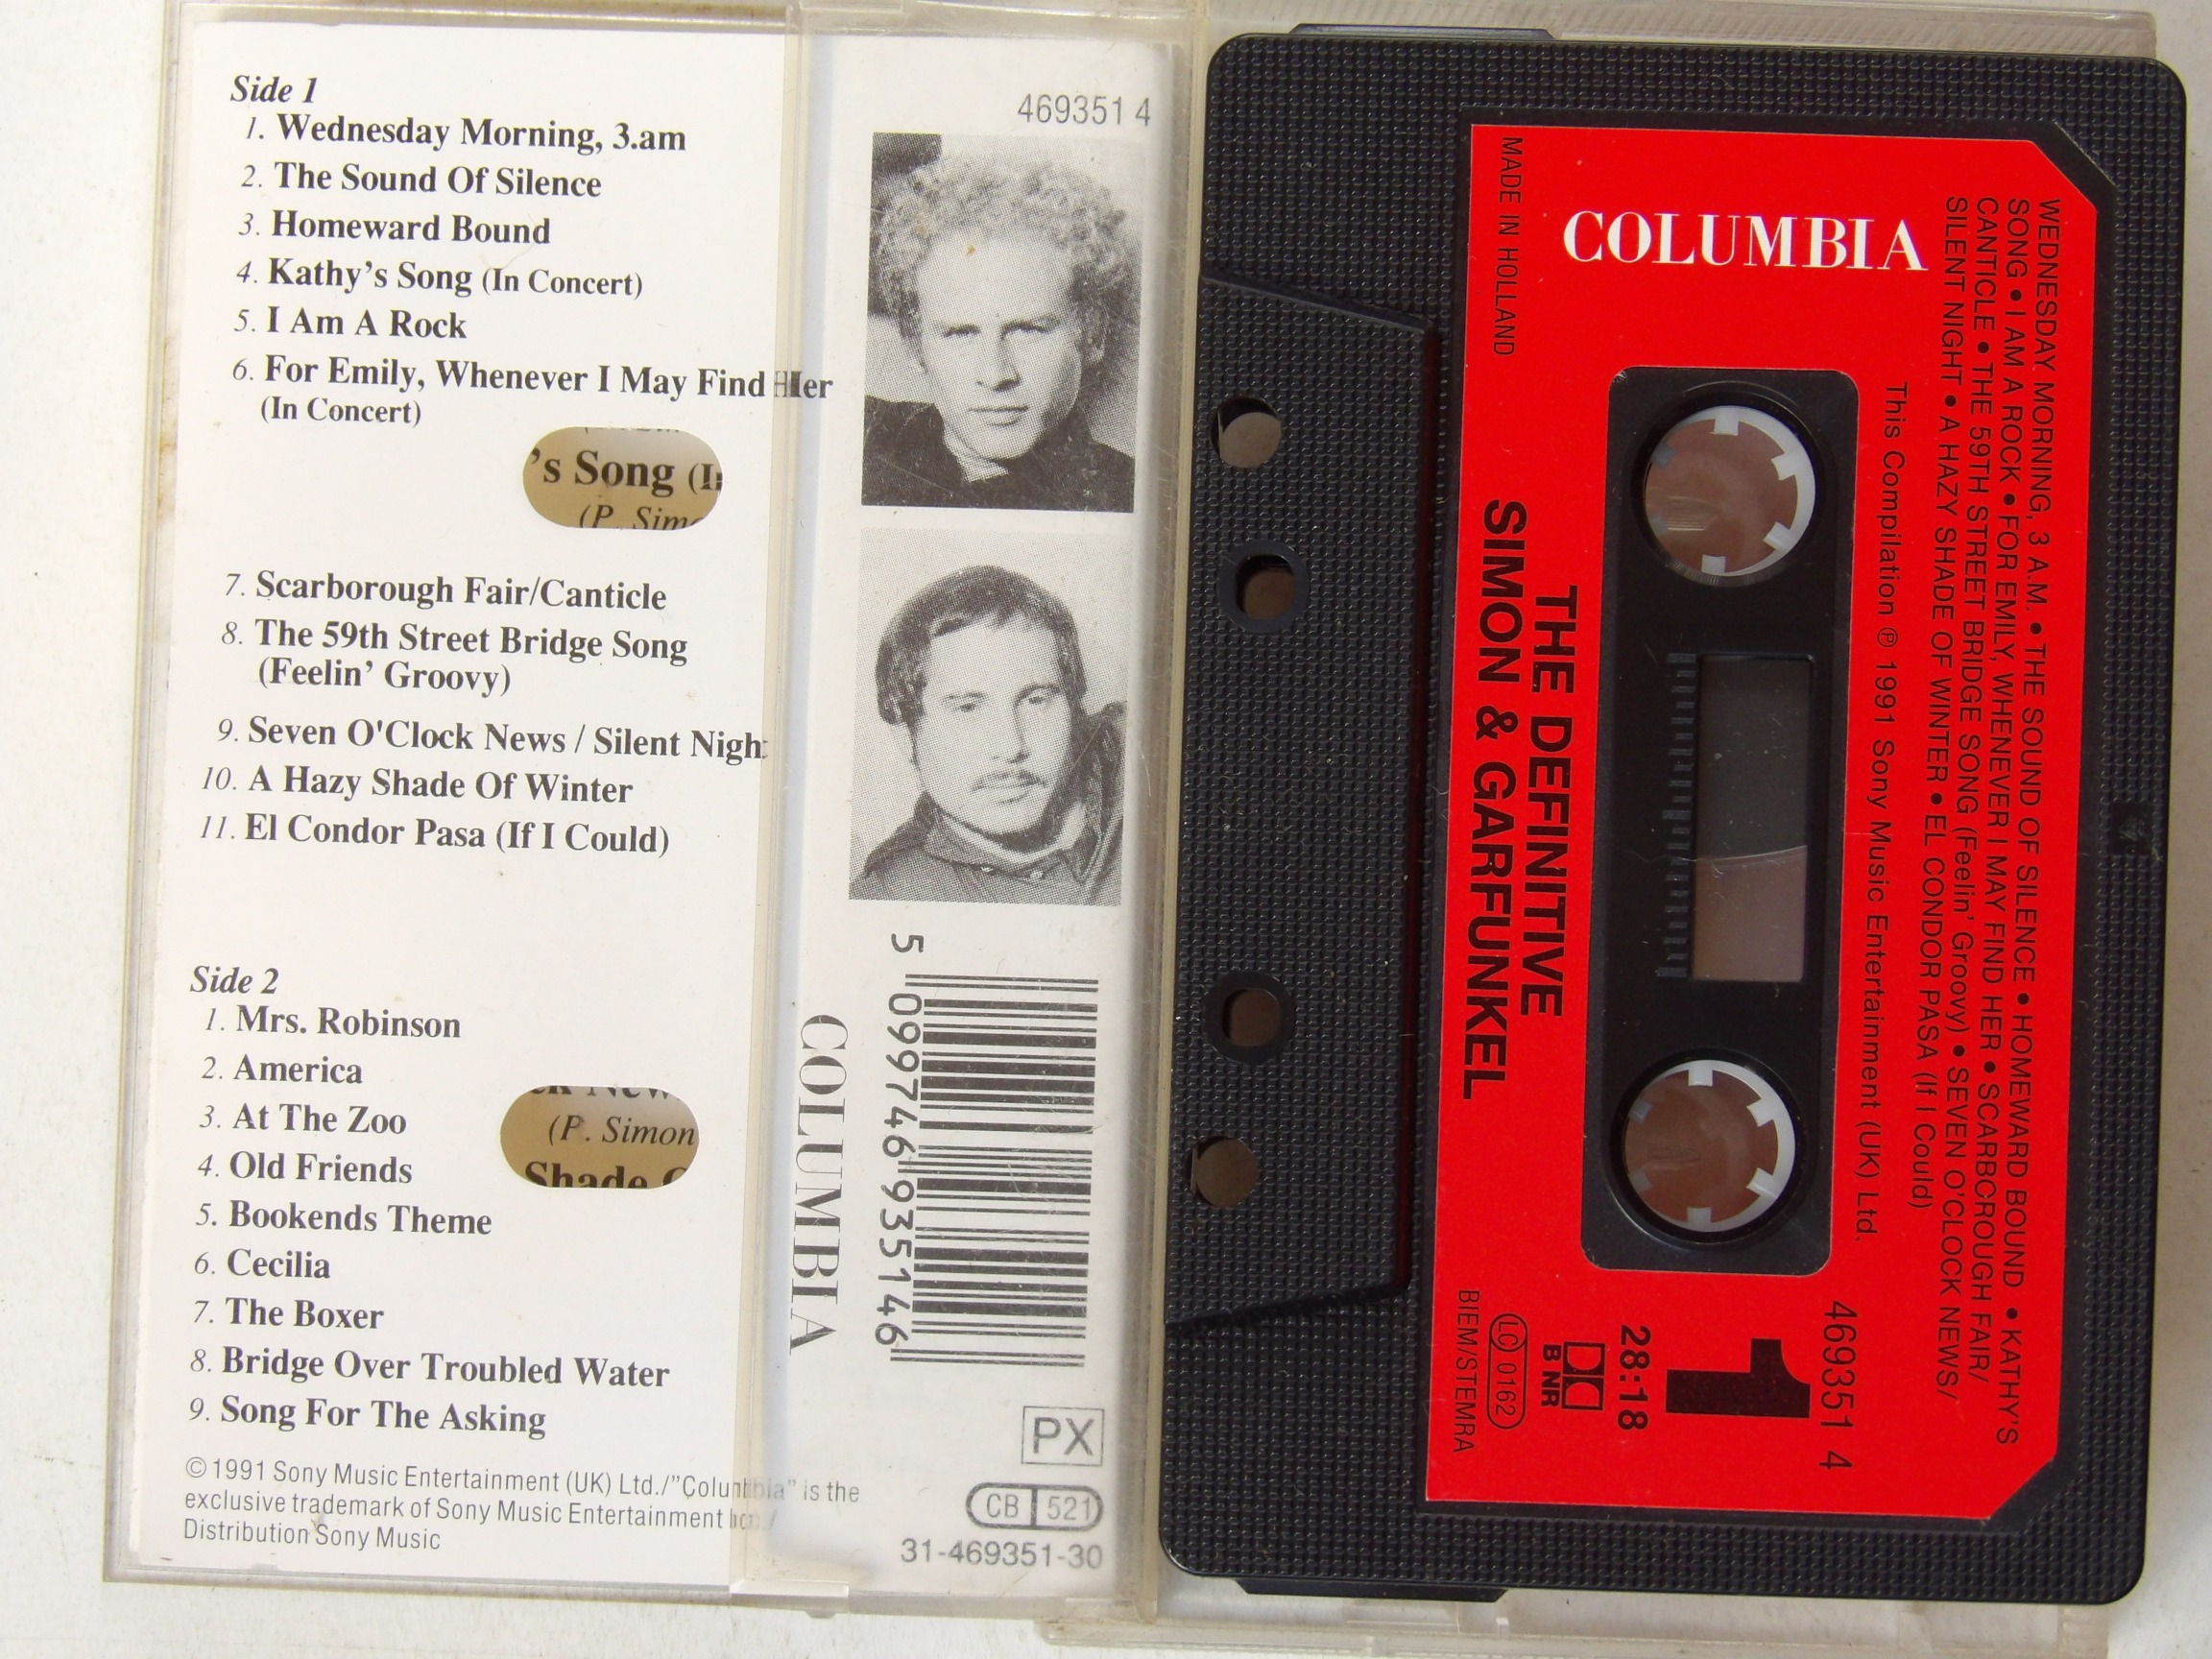 Side 1
1. Wednesday Morning, 3.am
2. The Sound Of Silence
3. Homeward Bound
4. Kathy's Song (In Concert)
5. I Am A Rock
6. For Emily, Whenever I May Find Her
(In Concert)
's Song (I
(P. Sim
7. Scarborough Fair/Canticle
8. The 59th Street Bridge Song
(Feelin' Groovy)
9. Seven O'Clock News / Silent Nigh
10. A Hazy Shade Of Winter
11. El Condor Pasa (If I Could)
Side 2
1. Mrs. Robinson
2. America
3. At The Zoo
4. Old Friends
5. Bookends Theme
6. Cecilia
7. The Boxer
8. Bridge Over Troubled Water
9. Song For The Asking
(P. Simon
Shade
©1991 Sony Music Entertainment (UK) Ltd./"Columbia" is the
exclusive trademark of Sony Music Entertainment
Distribution Sony Music
469351 4
5 099746 935146
COLUMBIA
PX
CB 521
31-469351-30
COLUMBIA
MADE IN HOLLAND
WEDNESDAY MORNING, 3 A.M. • THE SOUND OF SILENCE • HOMEWARD BOUND • KATHY'S
SONG • I AM A ROCK • FOR EMILY, WHENEVER I MAY FIND HER • SCARBOROUGH FAIR/
CANTICLE • THE 59TH STREET BRIDGE SONG (Feelin' Groovy) • SEVEN O'CLOCK NEWS/
SILENT NIGHT • A HAZY SHADE OF WINTER • EL CONDOR PASA (If I Could)
This Compilation ℗ 1991 Sony Music Entertainment (UK) Ltd.
THE DEFINITIVE
SIMON & GARFUNKEL
469351 4
1
28:18
B NR
LC 0162
BIEM/STEMRA